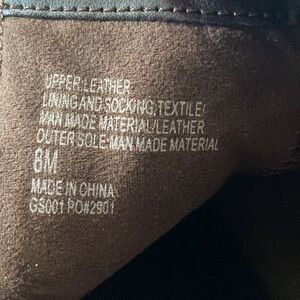 UPPER:LEATHER
LINING AND SOCKING:TEXTILE/
MAN MADE MATERIAL/LEATHER
OUTER SOLE:MAN MADE MATERIAL
8M
MADE IN CHINA
GS001 PO#2901